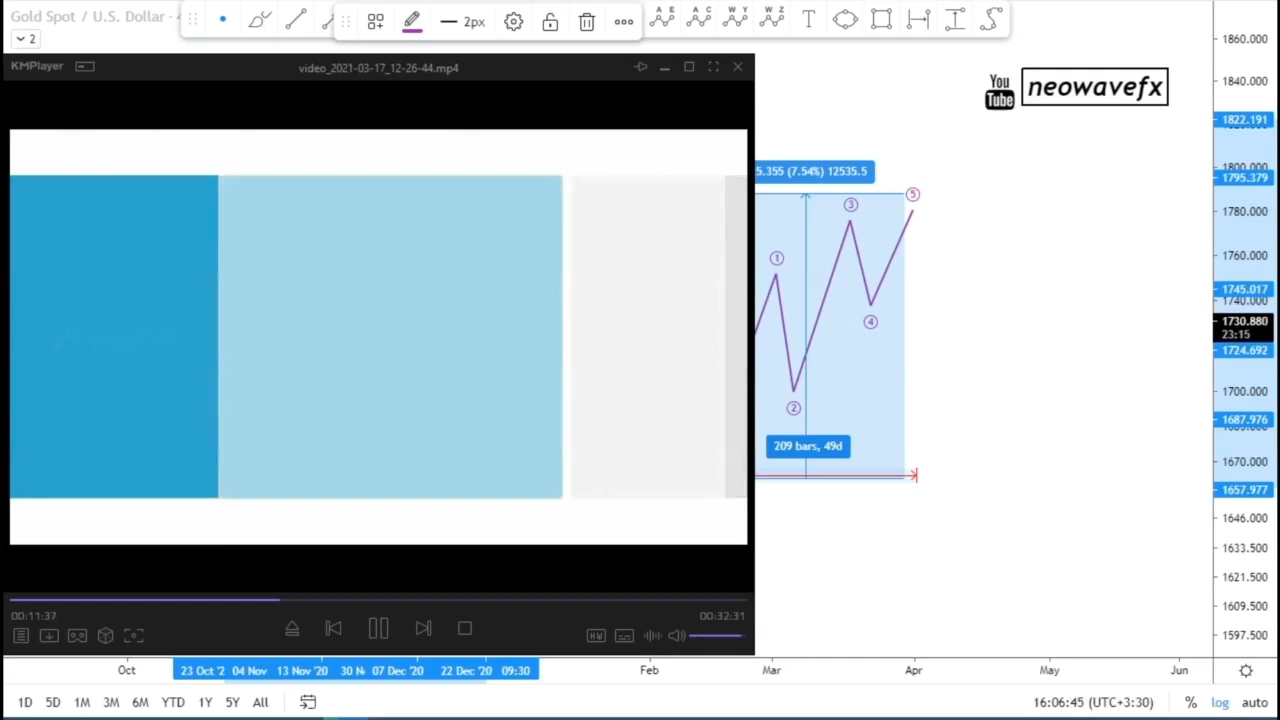 Gold Spot / U.S. Dollar · 4
2px
A E
A C
W Y
W Z
T
2
1860.000
KMPlayer
video_2021-03-17_12-26-44.mp4
You
Tube
neowavefx
1840.000
1822.191
1800.000
1795.379
5.355 (7.54%) 12535.5
1780.000
1760.000
1745.017
1740.000
1730.880
23:15
1724.692
1700.000
1687.976
1670.000
1657.977
1646.000
1633.500
1621.500
1609.500
1597.500
1
2
3
4
5
209 bars, 49d
00:11:37
00:32:31
Oct
23 Oct '2
04 Nov
13 Nov '20
30 N
07 Dec '20
22 Dec '20
09:30
Feb
Mar
Apr
May
Jun
1D 5D 1M 3M 6M YTD 1Y 5Y All
16:06:45 (UTC+3:30)
%
log
auto